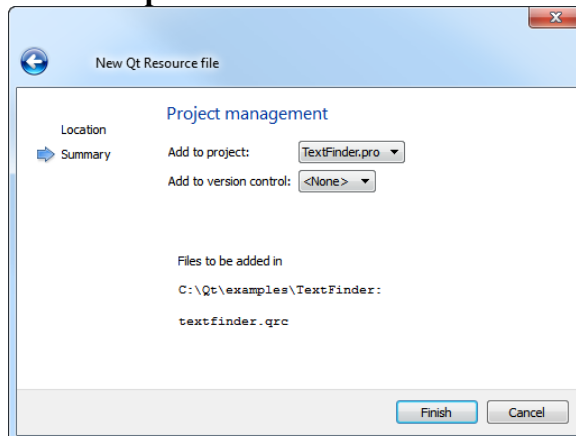 New Qt Resource file
Project management
Location
Summary
Add to project: TextFinder.pro
Add to version control: <None>
Files to be added in
C:\Qt\examples\TextFinder:
textfinder.qrc
Finish Cancel